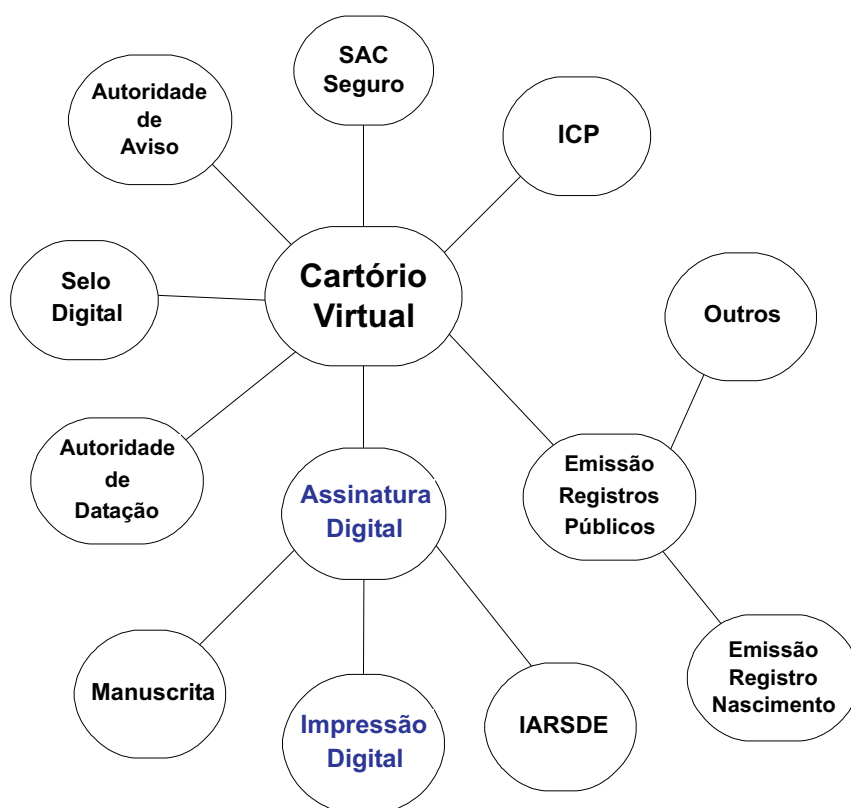 SAC
Seguro
Autoridade
de
Aviso
ICP
Cartório
Virtual
Selo
Digital
Outros
Autoridade
de
Datação
Assinatura
Digital
Emissão
Registros
Públicos
Manuscrita
Impressão
Digital
IARSDE
Emissão
Registro
Nascimento